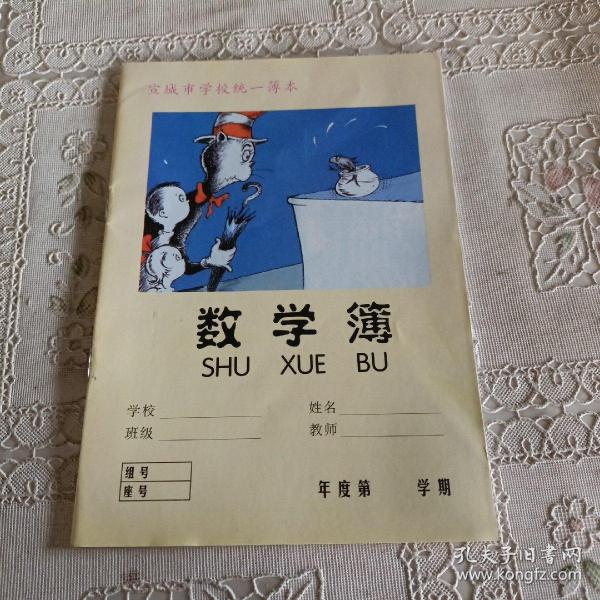 宣城市学校统一薄本
数学簿
SHU XUE BU
学校 姓名
班级 教师
组号
座号
年度第 学期
孔夫子旧书网
www.kongfz.com